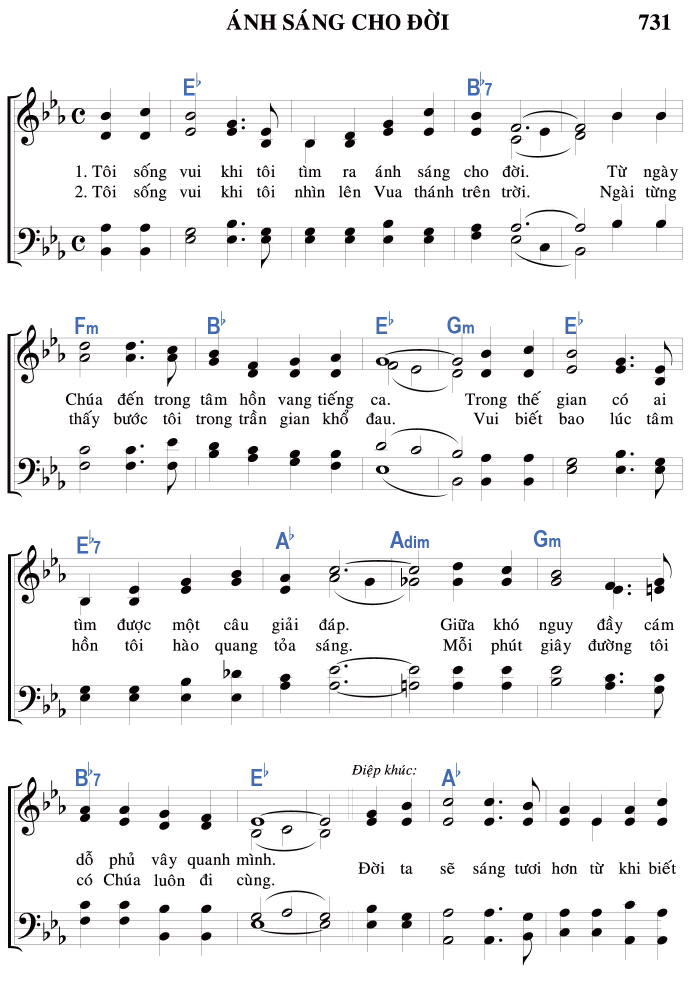 ÁNH SÁNG CHO ĐỜI 731
E♭ B♭7
1. Tôi sống vui khi tôi tìm ra ánh sáng cho đời. Từ ngày
2. Tôi sống vui khi tôi nhìn lên Vua thánh trên trời. Ngài từng
Fm B♭ E♭ Gm E♭
Chúa đến trong tâm hồn vang tiếng ca. Trong thế gian có ai
thấy bước tôi trong trần gian khổ đau. Vui biết bao lúc tâm
E♭7 A♭ Adim Gm
tìm được một câu giải đáp. Giữa khó nguy đầy cám
hồn tôi hào quang tỏa sáng. Mỗi phút giây đường tôi
B♭7 E♭ Điệp khúc: A♭
dỗ phủ vây quanh mình.
Đời ta sẽ sáng tươi hơn từ khi biết
có Chúa luôn đi cùng.